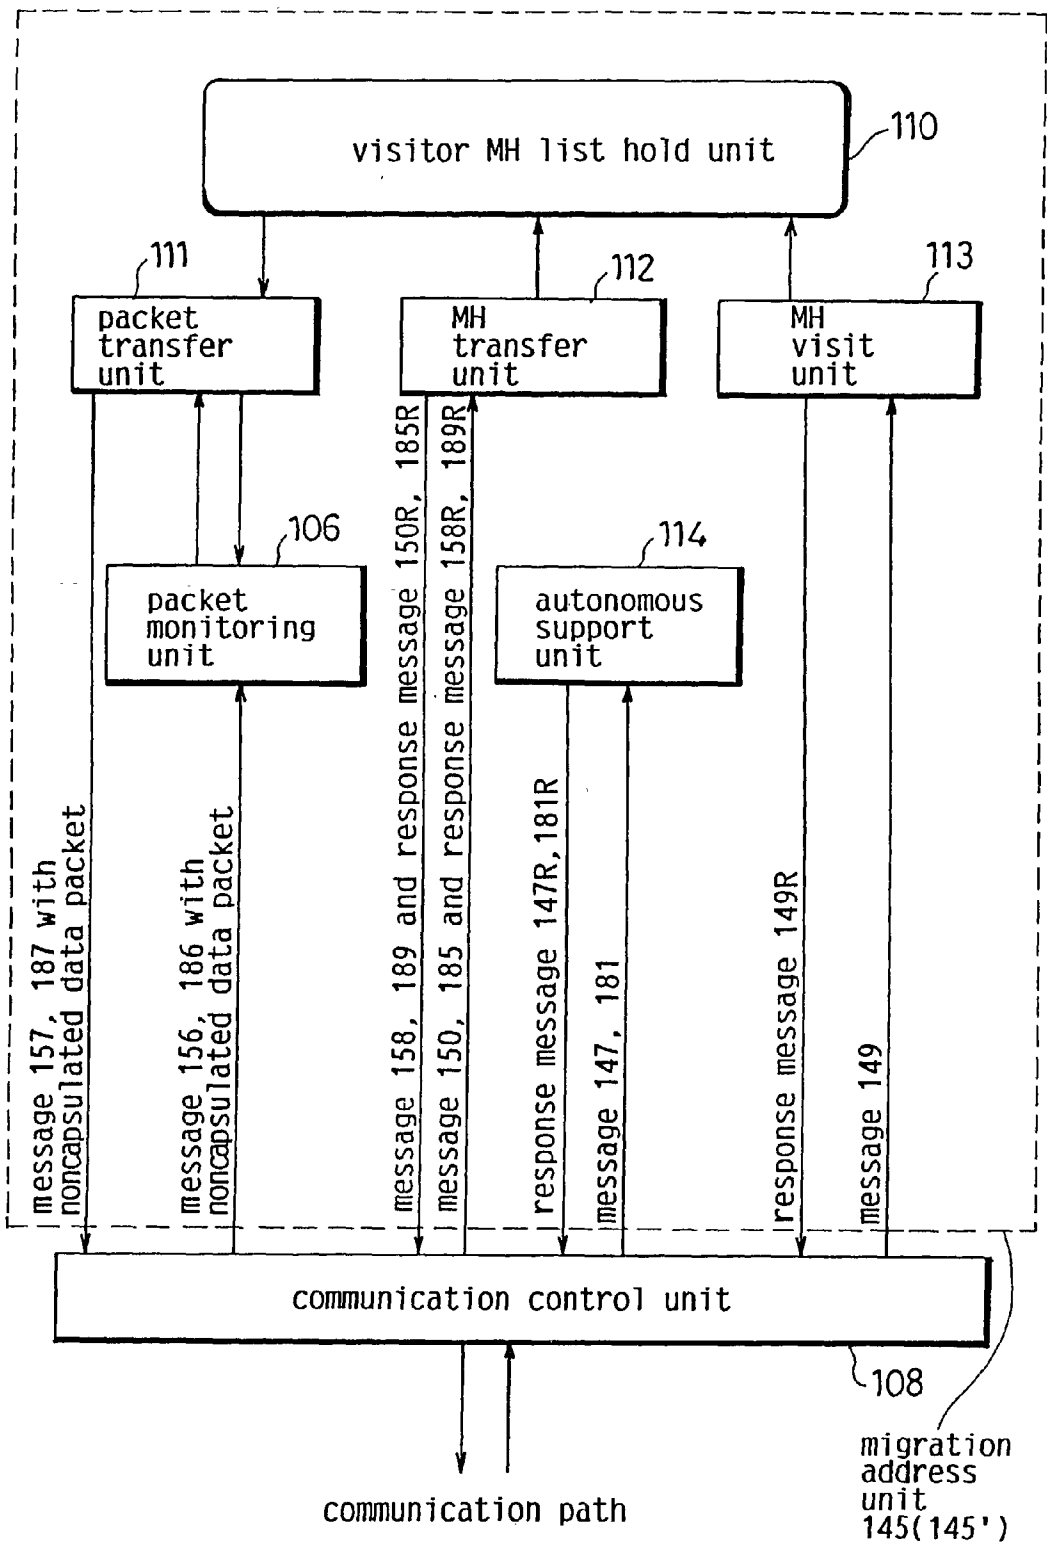 visitor MH list hold unit
110
111
112
113
packet
transfer
unit
MH
transfer
unit
MH
visit
unit
106
114
packet
monitoring
unit
autonomous
support
unit
message 157, 187 with
noncapsulated data packet
message 156, 186 with
noncapsulated data packet
message 158, 189 and response message 150R, 185R
message 150, 185 and response message 158R, 189R
response message 147R,181R
message 147, 181
response message 149R
message 149
communication control unit
108
communication path
migration
address
unit
145(145')